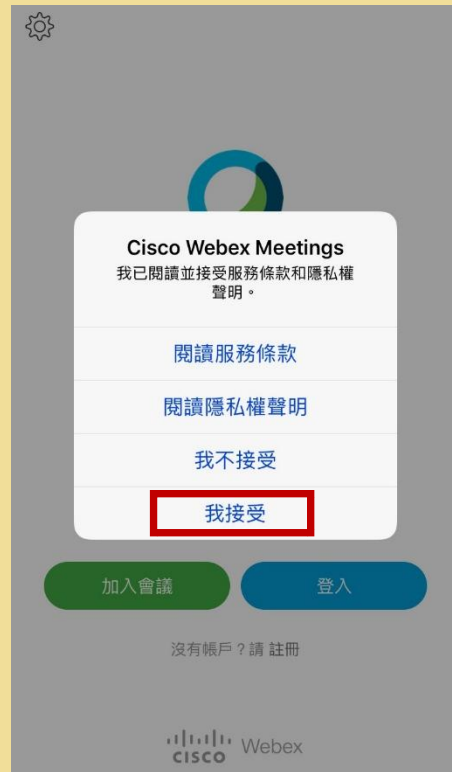 Cisco Webex Meetings
我已閱讀並接受服務條款和隱私權
聲明。
閱讀服務條款
閱讀隱私權聲明
我不接受
我接受
加入會議
登入
沒有帳戶？請 註冊
CISCO Webex